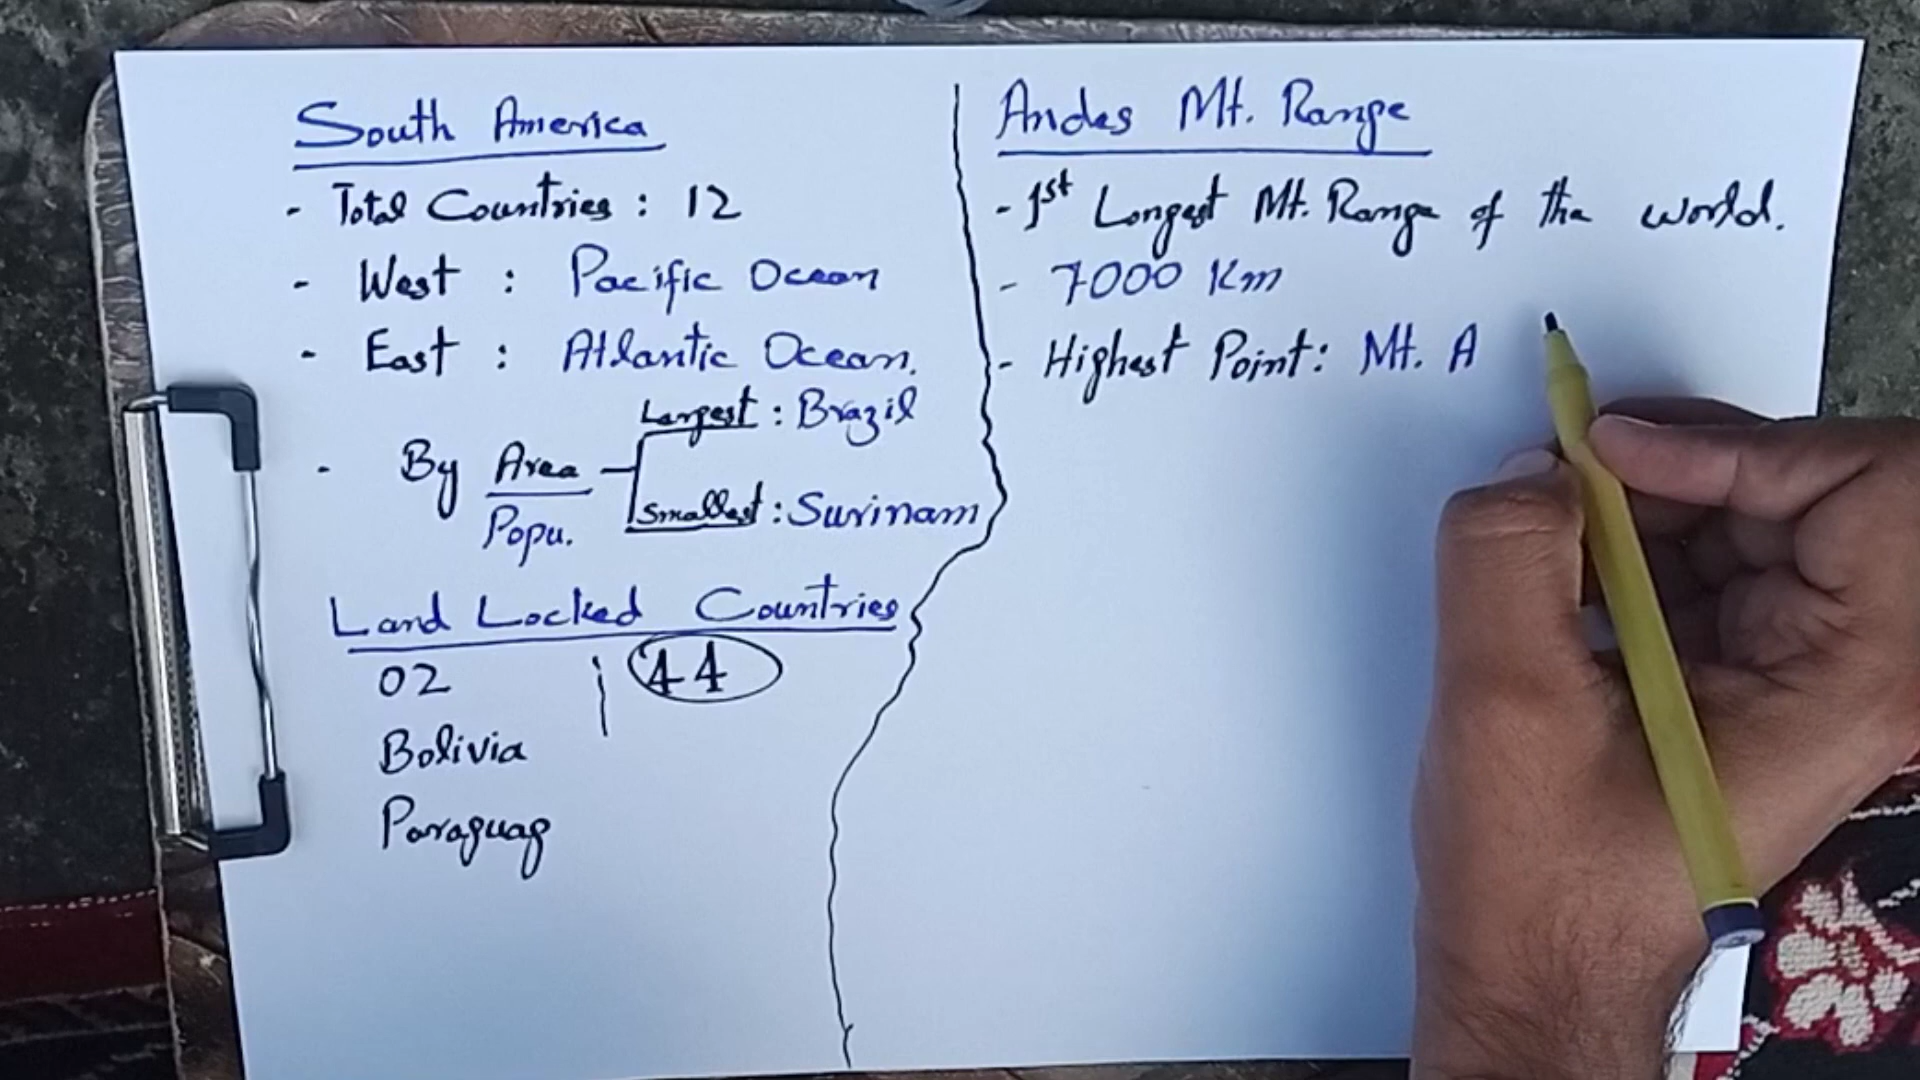 South America
- Total Countries : 12
- West : Pacific Ocean
- East : Atlantic Ocean.
- By Area
Popu.
Largest : Brazil
Smallest : Surinam
Land Locked Countries
02 44
Bolivia
Paraguay
Andes Mt. Range
- 1st Longest Mt. Range of the world.
- 7000 Km
- Highest Point : Mt. A